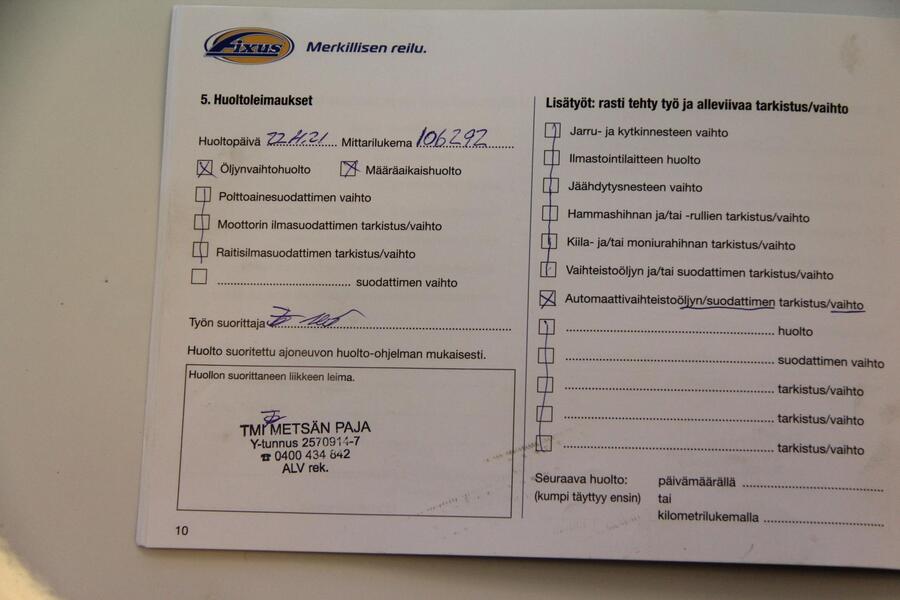 Fixus Merkillisen reilu.
5. Huoltoleimaukset
Huoltopäivä Mittarilukema 106292
Öljynvaihtohuolto Määräaikaishuolto
Polttoainesuodattimen vaihto
Moottorin ilmasuodattimen tarkistus/vaihto
Raitisilmasuodattimen tarkistus/vaihto
suodattimen vaihto
Työn suorittaja
Huolto suoritettu ajoneuvon huolto-ohjelman mukaisesti.
Huollon suorittaneen liikkeen leima.
TMI METSÄN PAJA
Y-tunnus 2570914-7
☎ 0400 434 842
ALV rek.
10
Lisätyöt: rasti tehty työ ja alleviivaa tarkistus/vaihto
Jarru- ja kytkinnesteen vaihto
Ilmastointilaitteen huolto
Jäähdytysnesteen vaihto
Hammashihnan ja/tai -rullien tarkistus/vaihto
Kiila- ja/tai moniurahihnan tarkistus/vaihto
Vaihteistoöljyn ja/tai suodattimen tarkistus/vaihto
Automaattivaihteistoöljyn/suodattimen tarkistus/vaihto
huolto
suodattimen vaihto
tarkistus/vaihto
tarkistus/vaihto
tarkistus/vaihto
Seuraava huolto: päivämäärällä
(kumpi täyttyy ensin) tai
kilometrilukemalla